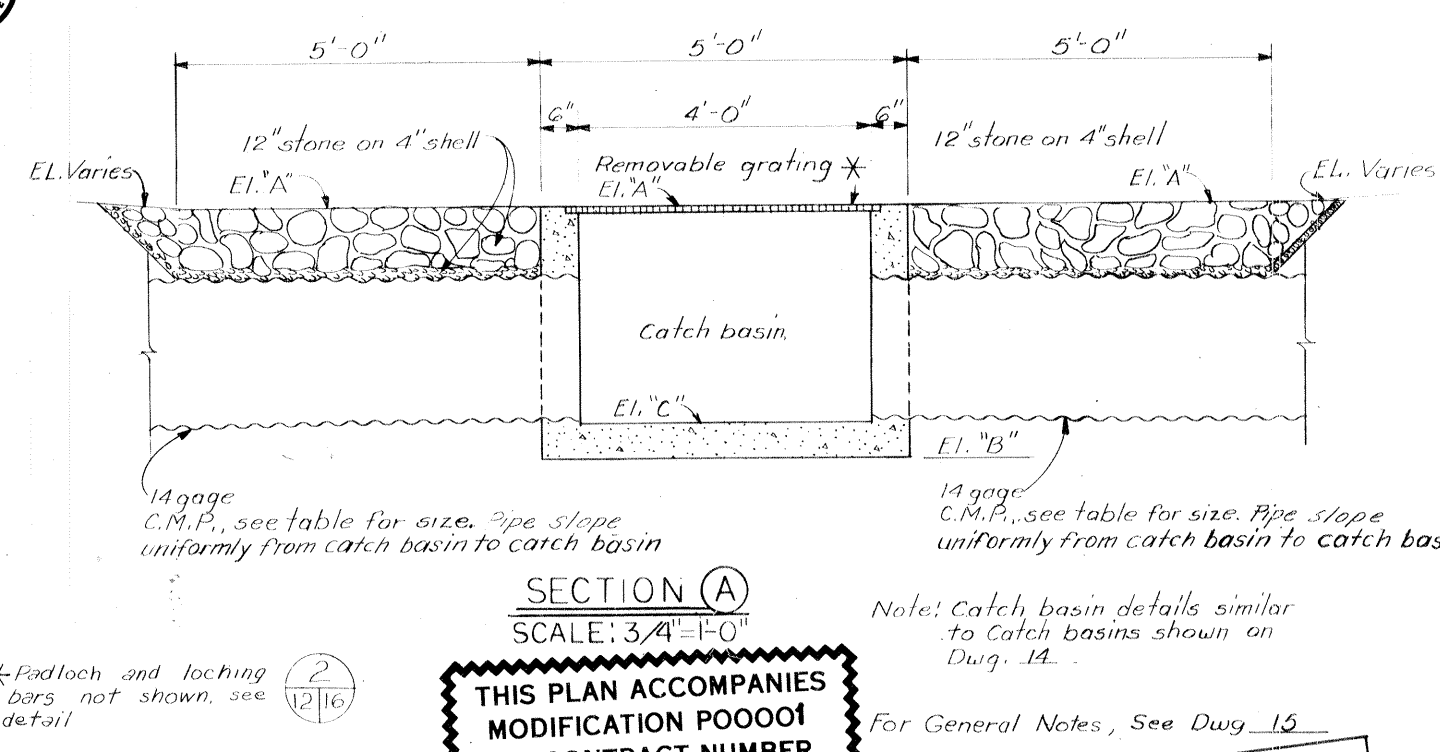 5'-0" 5'-0" 5'-0"
6" 4'-0" 6"
12" stone on 4" shell
12" stone on 4" shell
Removable grating *
EL. Varies
El. "A"
El. "A"
El. "A"
EL. Varies
Catch basin
El. "C"
El. "B"
14 gage
C.M.P., see table for size. Pipe slope
uniformly from catch basin to catch basin
14 gage
C.M.P., see table for size. Pipe slope
uniformly from catch basin to catch bas
SECTION A
SCALE: 3/4"=1'-0"
Note: Catch basin details similar
to Catch basins shown on
Dwg. 14
*Padloch and loching
bars not shown, see
detail
2
12|16
THIS PLAN ACCOMPANIES
MODIFICATION P00001
CONTRACT NUMBER
For General Notes, See Dwg 15